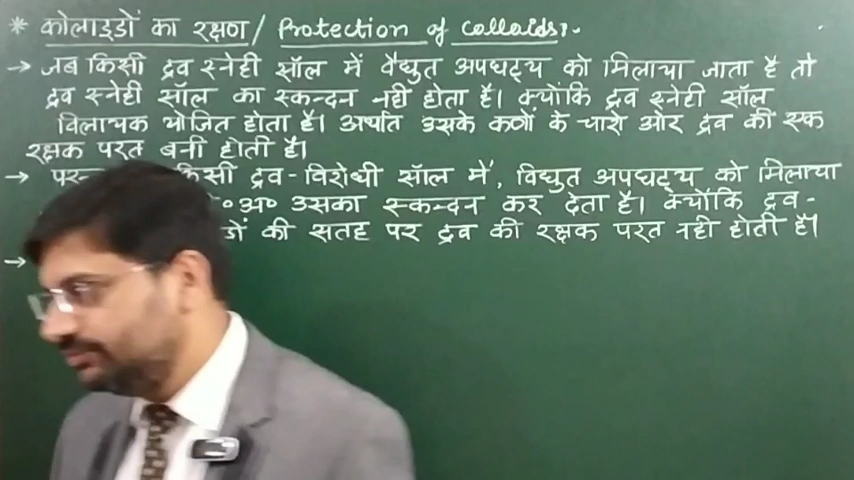 * कोलाइडों का रक्षण / Protection of colloids:-
→ जब किसी द्रव स्नेही सॉल में वैद्युत अपघट्य को मिलाया जाता है तो
द्रव स्नेही सॉल का स्कन्दन नहीं होता है। क्योंकि द्रव स्नेही सॉल
विलायक योजित होता है। अर्थात उसके कणों के चारो ओर द्रव की एक
रक्षक परत बनी होती है।
→ किसी द्रव-विरोधी सॉल में, विद्युत अपघट्य को मिलाया
अ० उसका स्कन्दन कर देता है। क्योंकि द्रव-
की सतह पर द्रव की रक्षक परत नही होती है।
→